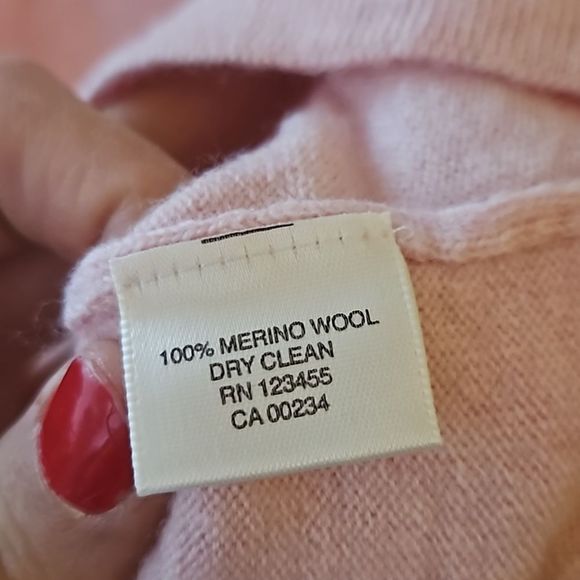 100% MERINO WOOL
DRY CLEAN
RN 123455
CA 00234